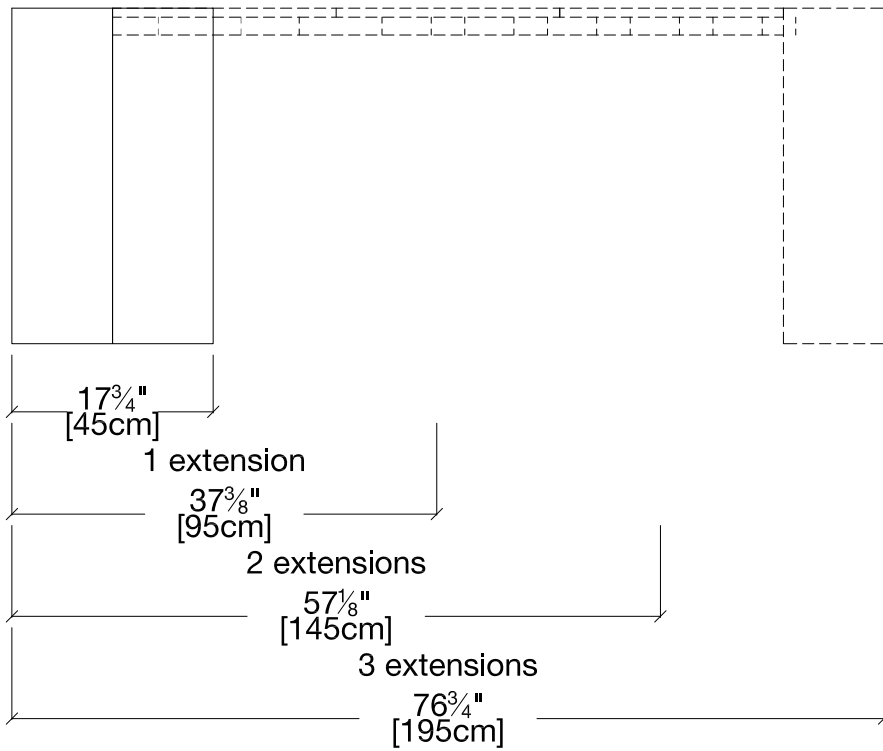 17¾"
[45cm]
1 extension
37⅜"
[95cm]
2 extensions
57⅛"
[145cm]
3 extensions
76¾"
[195cm]